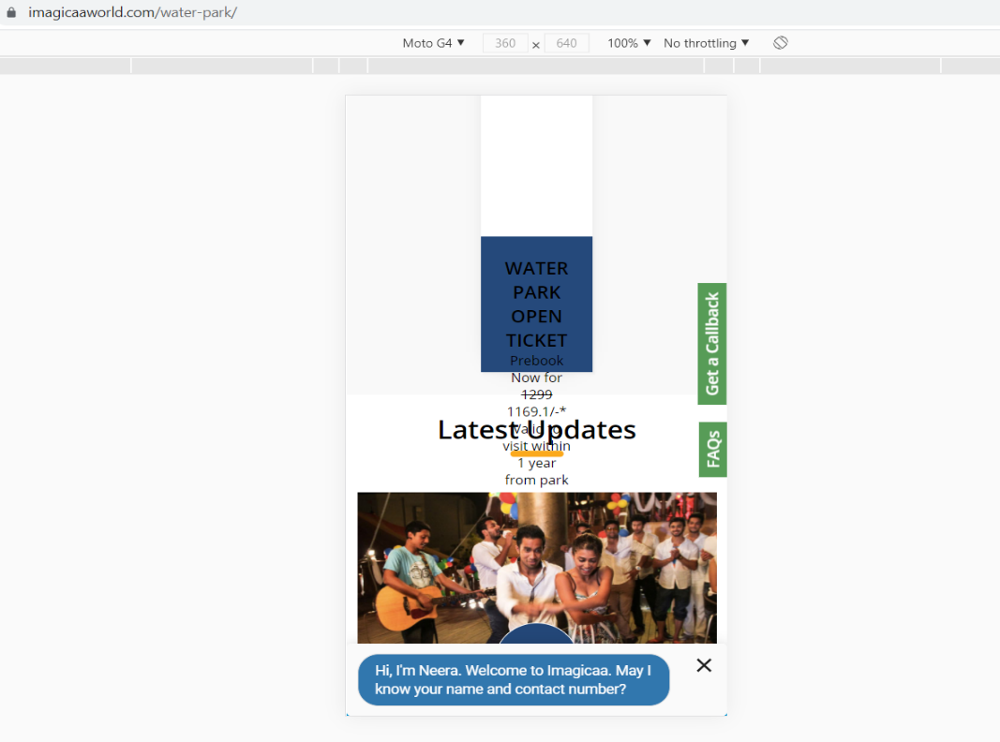 imagicaaworld.com/water-park/
Moto G4 ▼ 360 × 640 100% ▼ No throttling ▼
WATER
PARK
OPEN
TICKET
Prebook
Now for
1299
1169.1/-*
Valid to
Latest Updates
visit within
1 year
from park
Get a Callback
FAQs
Hi, I'm Neera. Welcome to Imagicaa. May I
know your name and contact number?